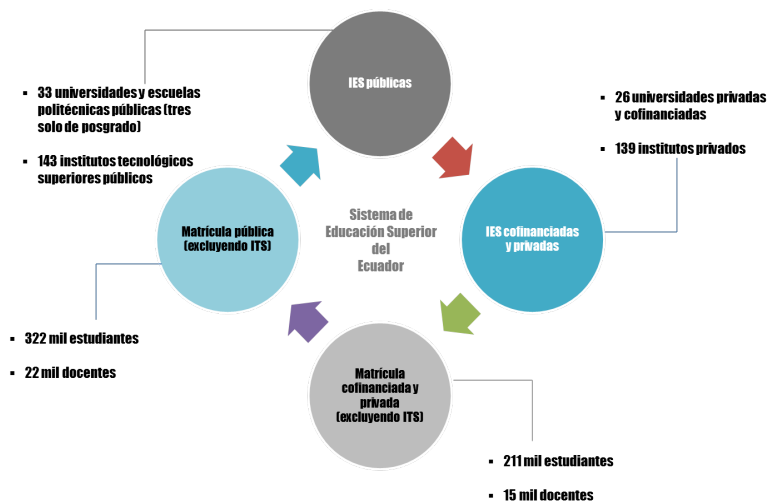 IES públicas
▪ 33 universidades y escuelas
politécnicas públicas (tres
solo de posgrado)
▪ 143 institutos tecnológicos
superiores públicos
▪ 26 universidades privadas
y cofinanciadas
▪ 139 institutos privados
Matrícula pública
(excluyendo ITS)
Sistema de
Educación Superior
del
Ecuador
IES cofinanciadas
y privadas
▪ 322 mil estudiantes
▪ 22 mil docentes
Matrícula
cofinanciada y
privada
(excluyendo ITS)
▪ 211 mil estudiantes
▪ 15 mil docentes